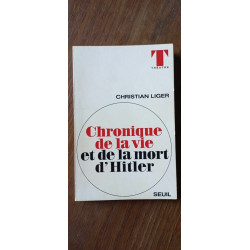 T
THÉÂTRE
CHRISTIAN LIGER
Chronique
de la vie
et de la mort
d'Hitler
SEUIL